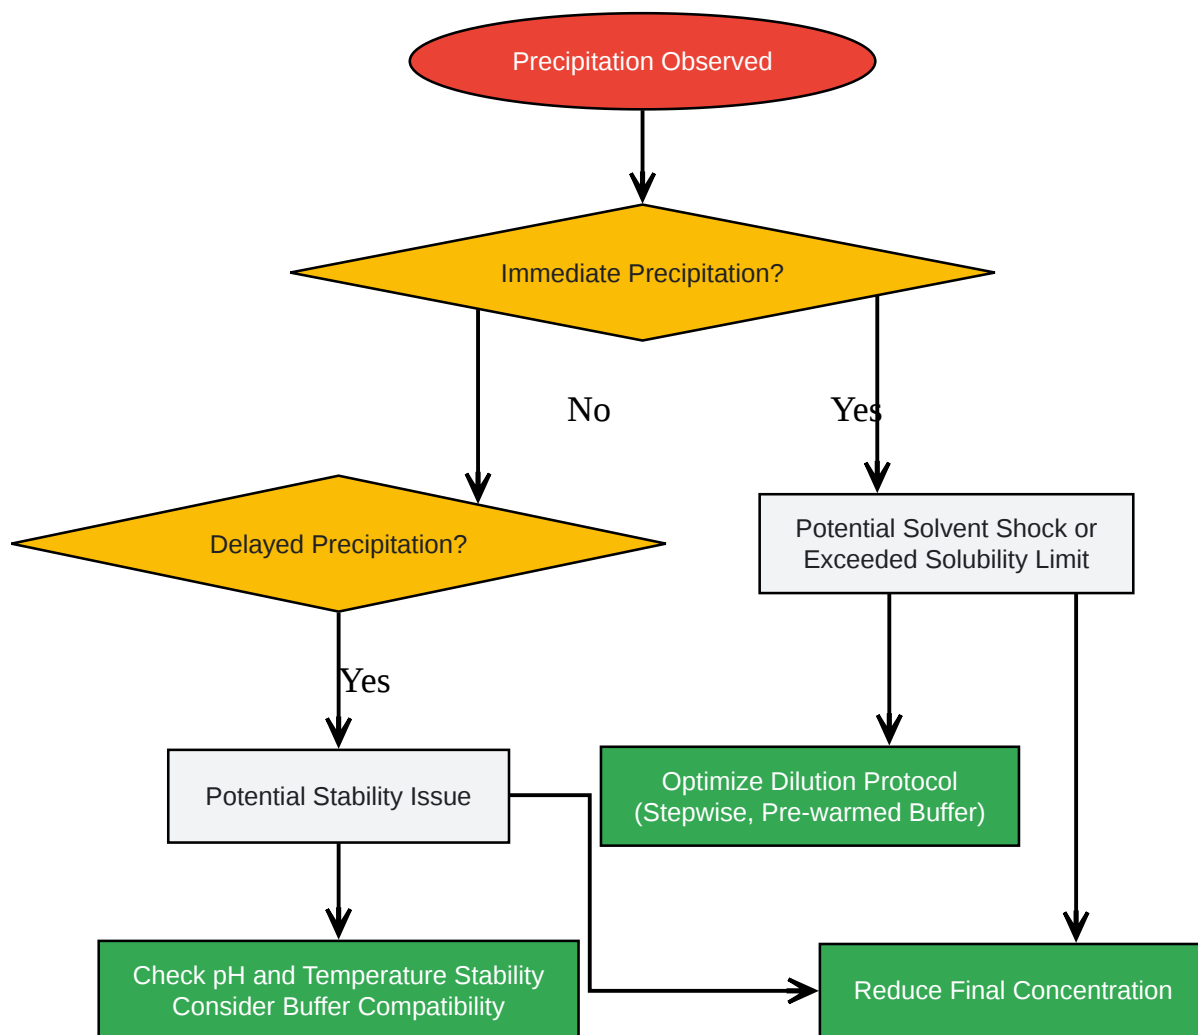 Precipitation Observed
Immediate Precipitation?
No
Yes
Delayed Precipitation?
Potential Solvent Shock or
Exceeded Solubility Limit
Yes
Potential Stability Issue
Optimize Dilution Protocol
(Stepwise, Pre-warmed Buffer)
Check pH and Temperature Stability
Consider Buffer Compatibility
Reduce Final Concentration